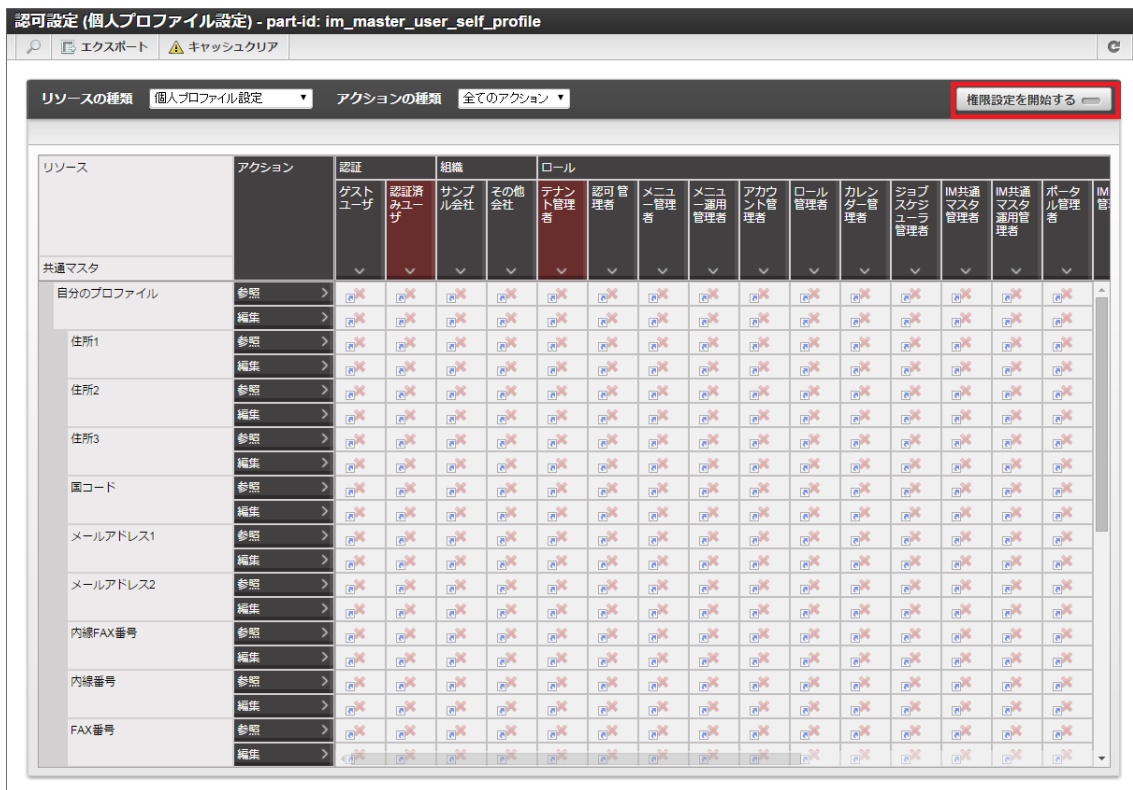 認可設定 (個人プロファイル設定) - part-id: im_master_user_self_profile
エクスポート キャッシュクリア
リソースの種類 個人プロファイル設定 アクションの種類 全てのアクション 権限設定を開始する
リソース アクション 認証 組織 ロール
ゲストユーザ 認証済みユーザ サンプル会社 その他会社 テナント管理者 認可管理者 メニュー管理者 メニュー運用管理者 アカウント管理者 ロール管理者 カレンダー管理者 ジョブスケジューラ管理者 IM共通マスタ管理者 IM共通マスタ運用管理者 ポータル管理者 IM
共通マスタ
自分のプロファイル 参照
編集
住所1 参照
編集
住所2 参照
編集
住所3 参照
編集
国コード 参照
編集
メールアドレス1 参照
編集
メールアドレス2 参照
編集
内線FAX番号 参照
編集
内線番号 参照
編集
FAX番号 参照
編集